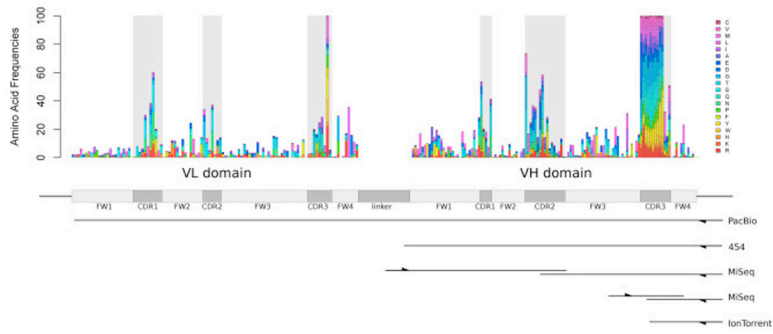 Amino Acid Frequencies
100
80
60
40
20
0
C
V
M
L
I
A
E
D
G
T
S
Q
N
P
F
Y
W
H
K
R
VL domain
VH domain
FW1 CDR1 FW2 CDR2 FW3 CDR3 FW4 linker FW1 CDR1 FW2 CDR2 FW3 CDR3 FW4
PacBio
454
MiSeq
MiSeq
IonTorrent